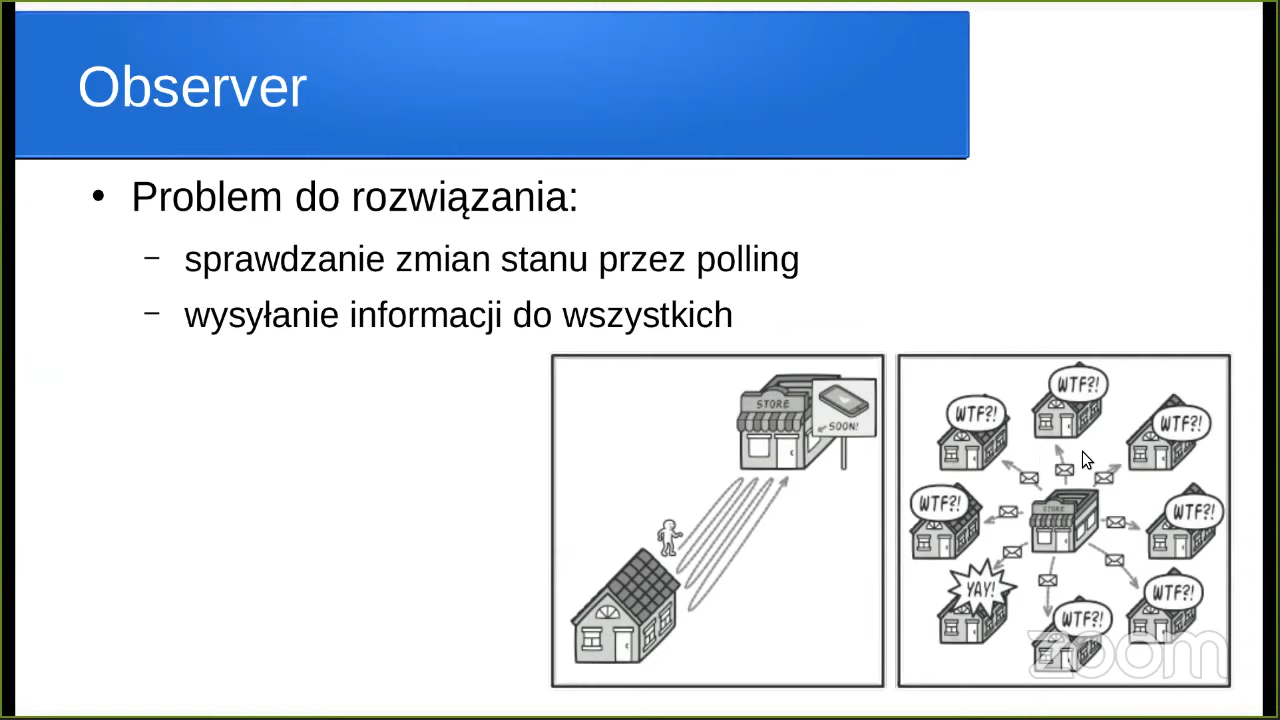 Observer
• Problem do rozwiązania:
– sprawdzanie zmian stanu przez polling
– wysyłanie informacji do wszystkich
STORE
SOON!
WTF?!
WTF?!
WTF?!
WTF?!
STORE
WTF?!
YAY!
WTF?!
WTF?!
zoom